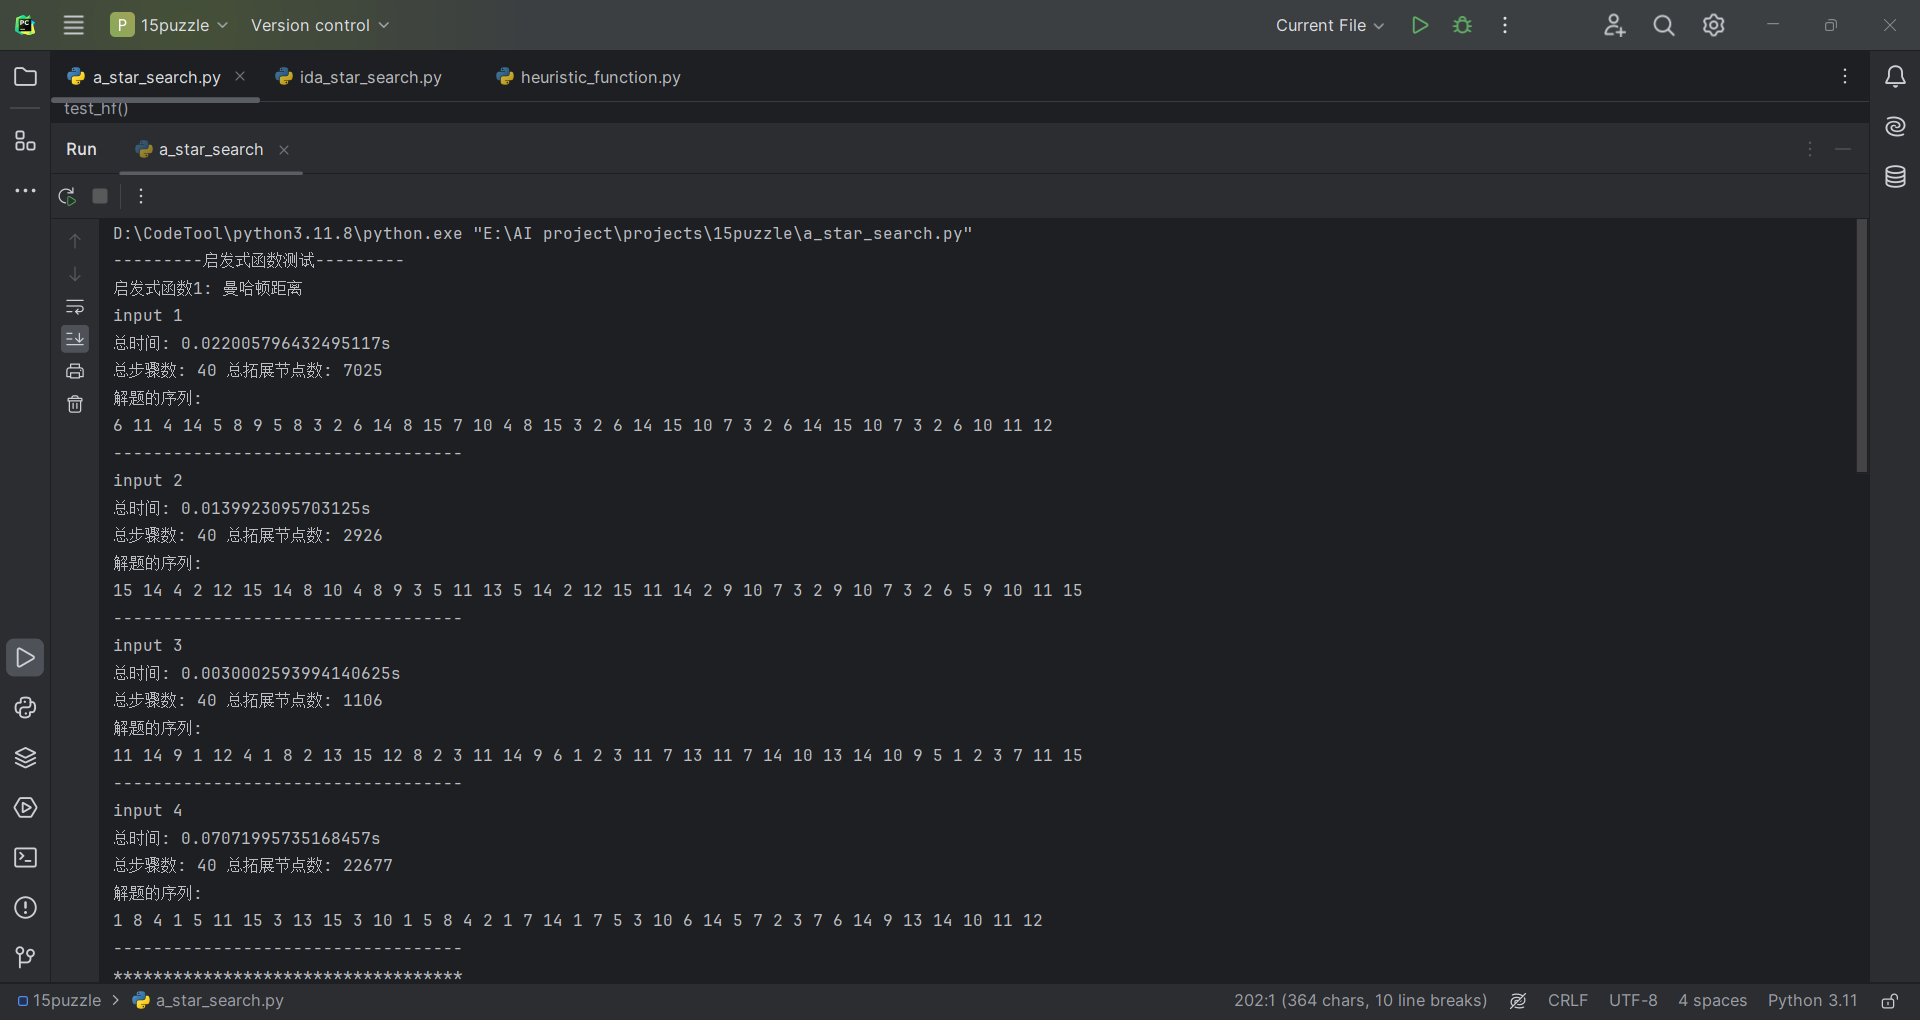 P 15puzzle Version control Current File
a_star_search.py ida_star_search.py heuristic_function.py
test_hf()
Run a_star_search
D:\CodeTool\python3.11.8\python.exe "E:\AI project\projects\15puzzle\a_star_search.py"
---------启发式函数测试---------
启发式函数1: 曼哈顿距离
input 1
总时间: 0.022005796432495117s
总步骤数: 40 总拓展节点数: 7025
解题的序列:
6 11 4 14 5 8 9 5 8 3 2 6 14 8 15 7 10 4 8 15 3 2 6 14 15 10 7 3 2 6 14 15 10 7 3 2 6 10 11 12
-----------------------------------
input 2
总时间: 0.0139923095703125s
总步骤数: 40 总拓展节点数: 2926
解题的序列:
15 14 4 2 12 15 14 8 10 4 8 9 3 5 11 13 5 14 2 12 15 11 14 2 9 10 7 3 2 9 10 7 3 2 6 5 9 10 11 15
-----------------------------------
input 3
总时间: 0.0030002593994140625s
总步骤数: 40 总拓展节点数: 1106
解题的序列:
11 14 9 1 12 4 1 8 2 13 15 12 8 2 3 11 14 9 6 1 2 3 11 7 13 11 7 14 10 13 14 10 9 5 1 2 3 7 11 15
-----------------------------------
input 4
总时间: 0.07071995735168457s
总步骤数: 40 总拓展节点数: 22677
解题的序列:
1 8 4 1 5 11 15 3 13 15 3 10 1 5 8 4 2 1 7 14 1 7 5 3 10 6 14 5 7 2 3 7 6 14 9 13 14 10 11 12
-----------------------------------
***********************************
15puzzle > a_star_search.py 202:1 (364 chars, 10 line breaks) CRLF UTF-8 4 spaces Python 3.11